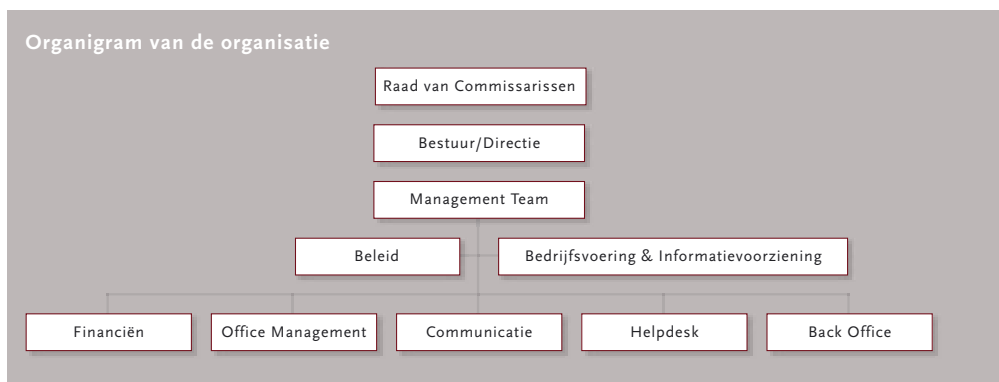 Organigram van de organisatie
Raad van Commissarissen
Bestuur/Directie
Management Team
Beleid
Bedrijfsvoering & Informatievoorziening
Financiën
Office Management
Communicatie
Helpdesk
Back Office